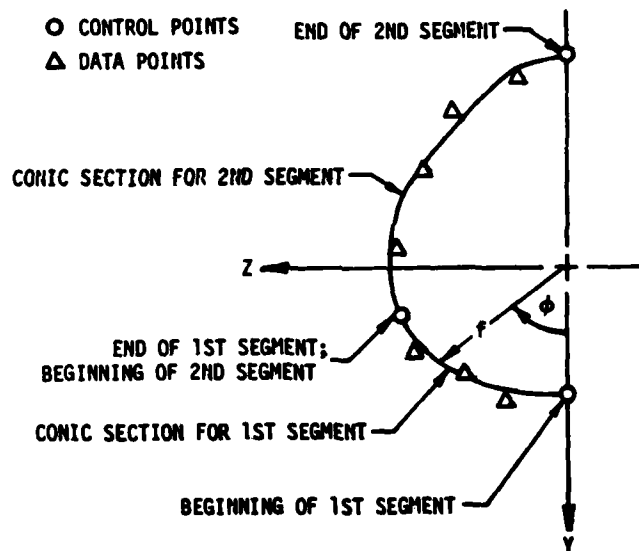 CONTROL POINTS
DATA POINTS
END OF 2ND SEGMENT
CONIC SECTION FOR 2ND SEGMENT
Z
ϕ
f
END OF 1ST SEGMENT;
BEGINNING OF 2ND SEGMENT
CONIC SECTION FOR 1ST SEGMENT
BEGINNING OF 1ST SEGMENT
Y